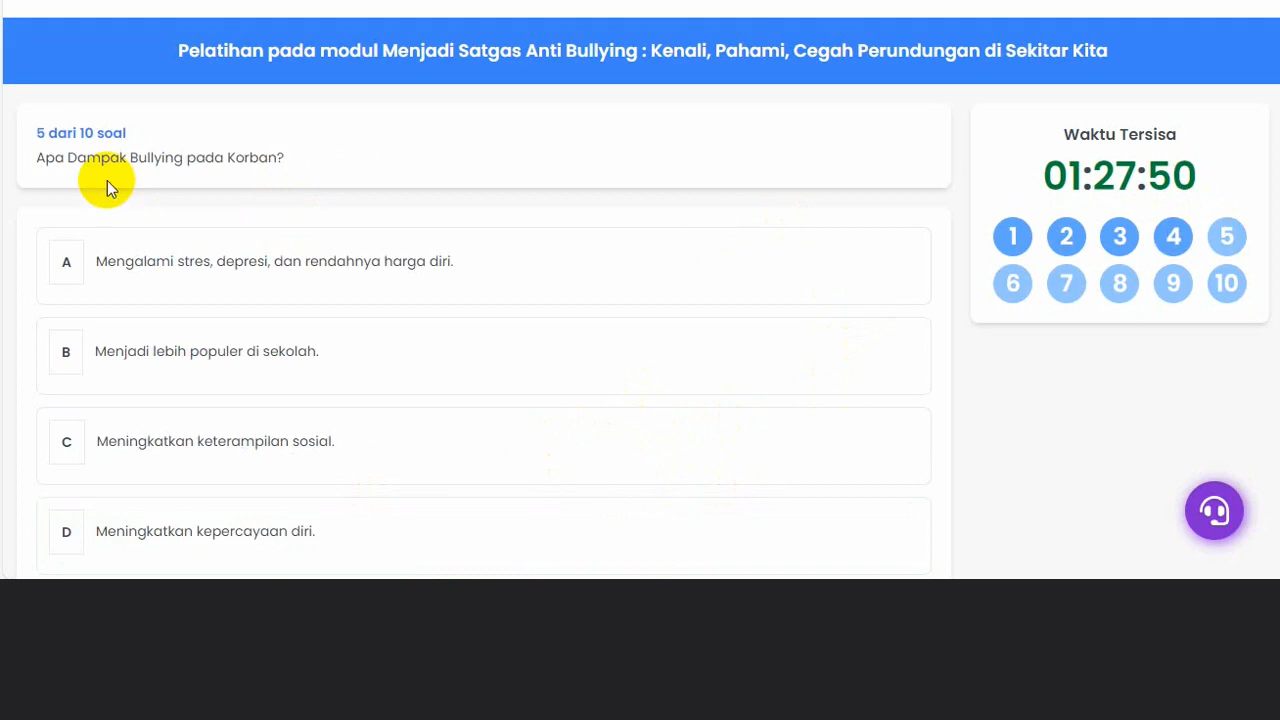 Pelatihan pada modul Menjadi Satgas Anti Bullying : Kenali, Pahami, Cegah Perundungan di Sekitar Kita
5 dari 10 soal
Apa Dampak Bullying pada Korban?
A Mengalami stres, depresi, dan rendahnya harga diri.
B Menjadi lebih populer di sekolah.
C Meningkatkan keterampilan sosial.
D Meningkatkan kepercayaan diri.
Waktu Tersisa
01:27:50
1 2 3 4 5
6 7 8 9 10